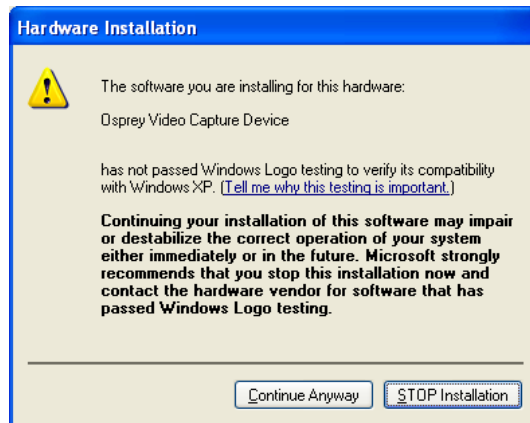 Hardware Installation
The software you are installing for this hardware:
Osprey Video Capture Device
has not passed Windows Logo testing to verify its compatibility
with Windows XP. (Tell me why this testing is important.)
Continuing your installation of this software may impair
or destabilize the correct operation of your system
either immediately or in the future. Microsoft strongly
recommends that you stop this installation now and
contact the hardware vendor for software that has
passed Windows Logo testing.
Continue Anyway
STOP Installation